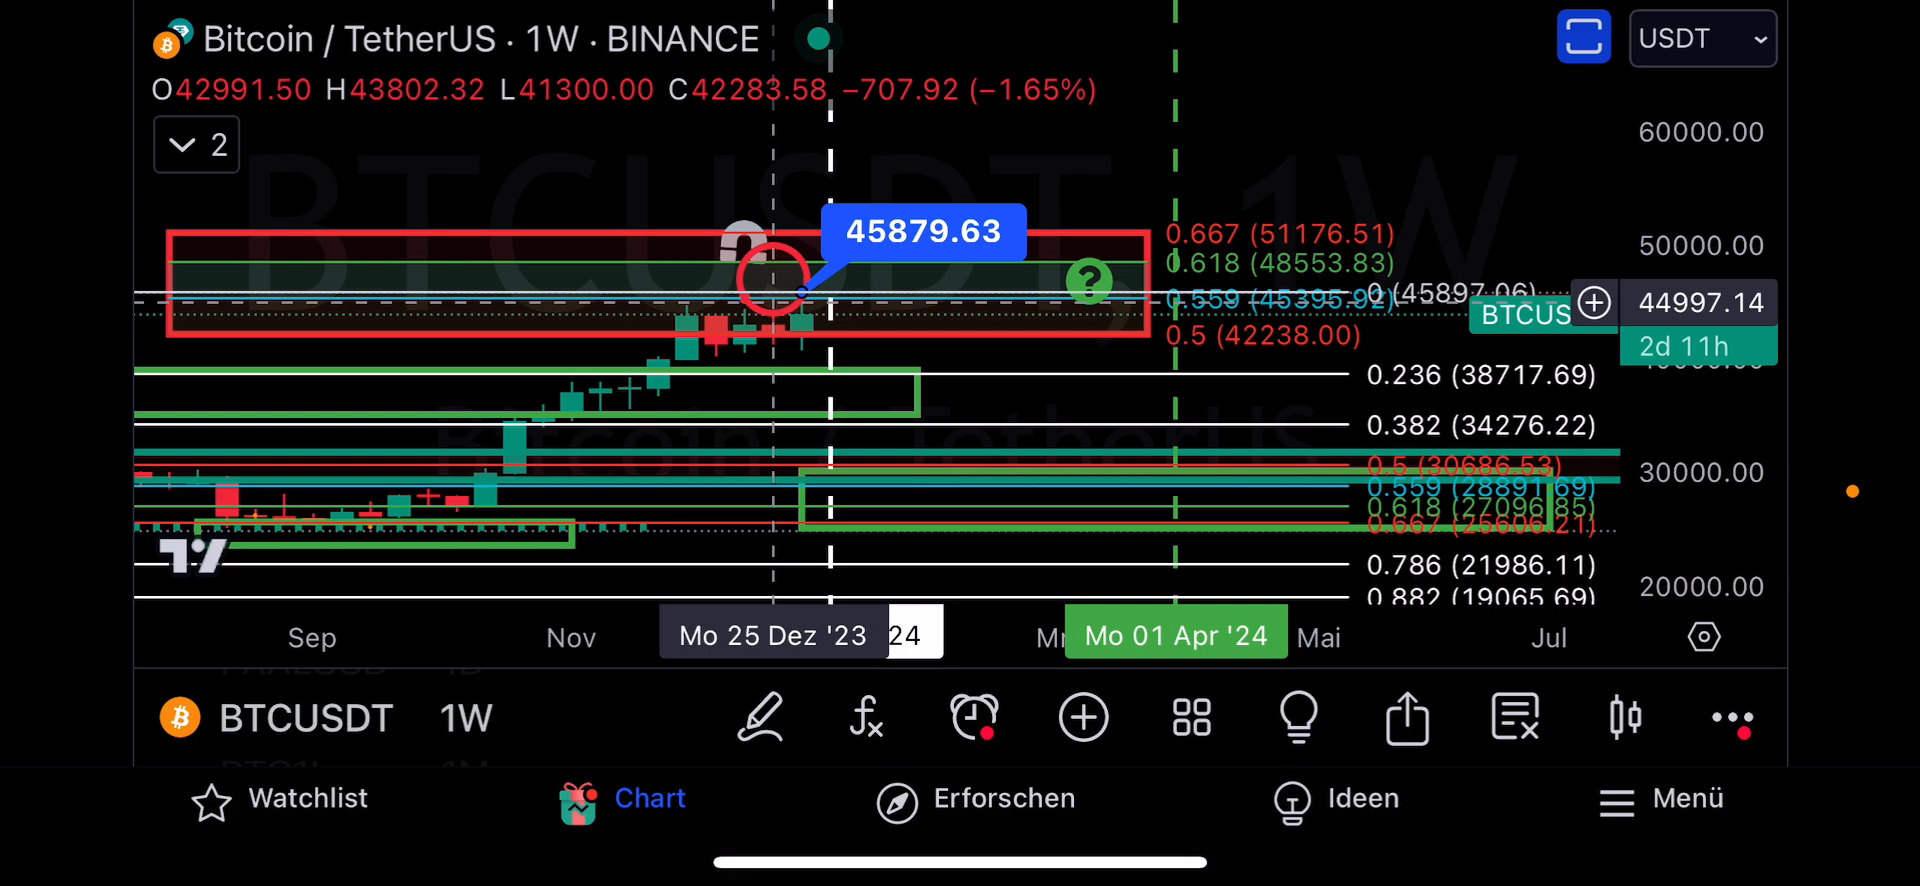 Bitcoin / TetherUS · 1W · BINANCE
USDT
O42991.50 H43802.32 L41300.00 C42283.58 −707.92 (−1.65%)
2
BTCUSDT, 1W
Bitcoin / TetherUS
60000.00
50000.00
45879.63
0.667 (51176.51)
0.618 (48553.83)
0 (45897.06)
0.559 (45395.92)
44997.14
BTCUS
0.5 (42238.00)
2d 11h
0.236 (38717.69)
0.382 (34276.22)
0.5 (30686.53)
30000.00
0.559 (28891.69)
0.618 (27096.85)
0.667 (25606.21)
0.786 (21986.11)
20000.00
0.882 (19065.69)
Sep
Nov
Mo 25 Dez '23
24
Mo 01 Apr '24
Mai
Jul
BTCUSDT 1W
Watchlist
Chart
Erforschen
Ideen
Menü